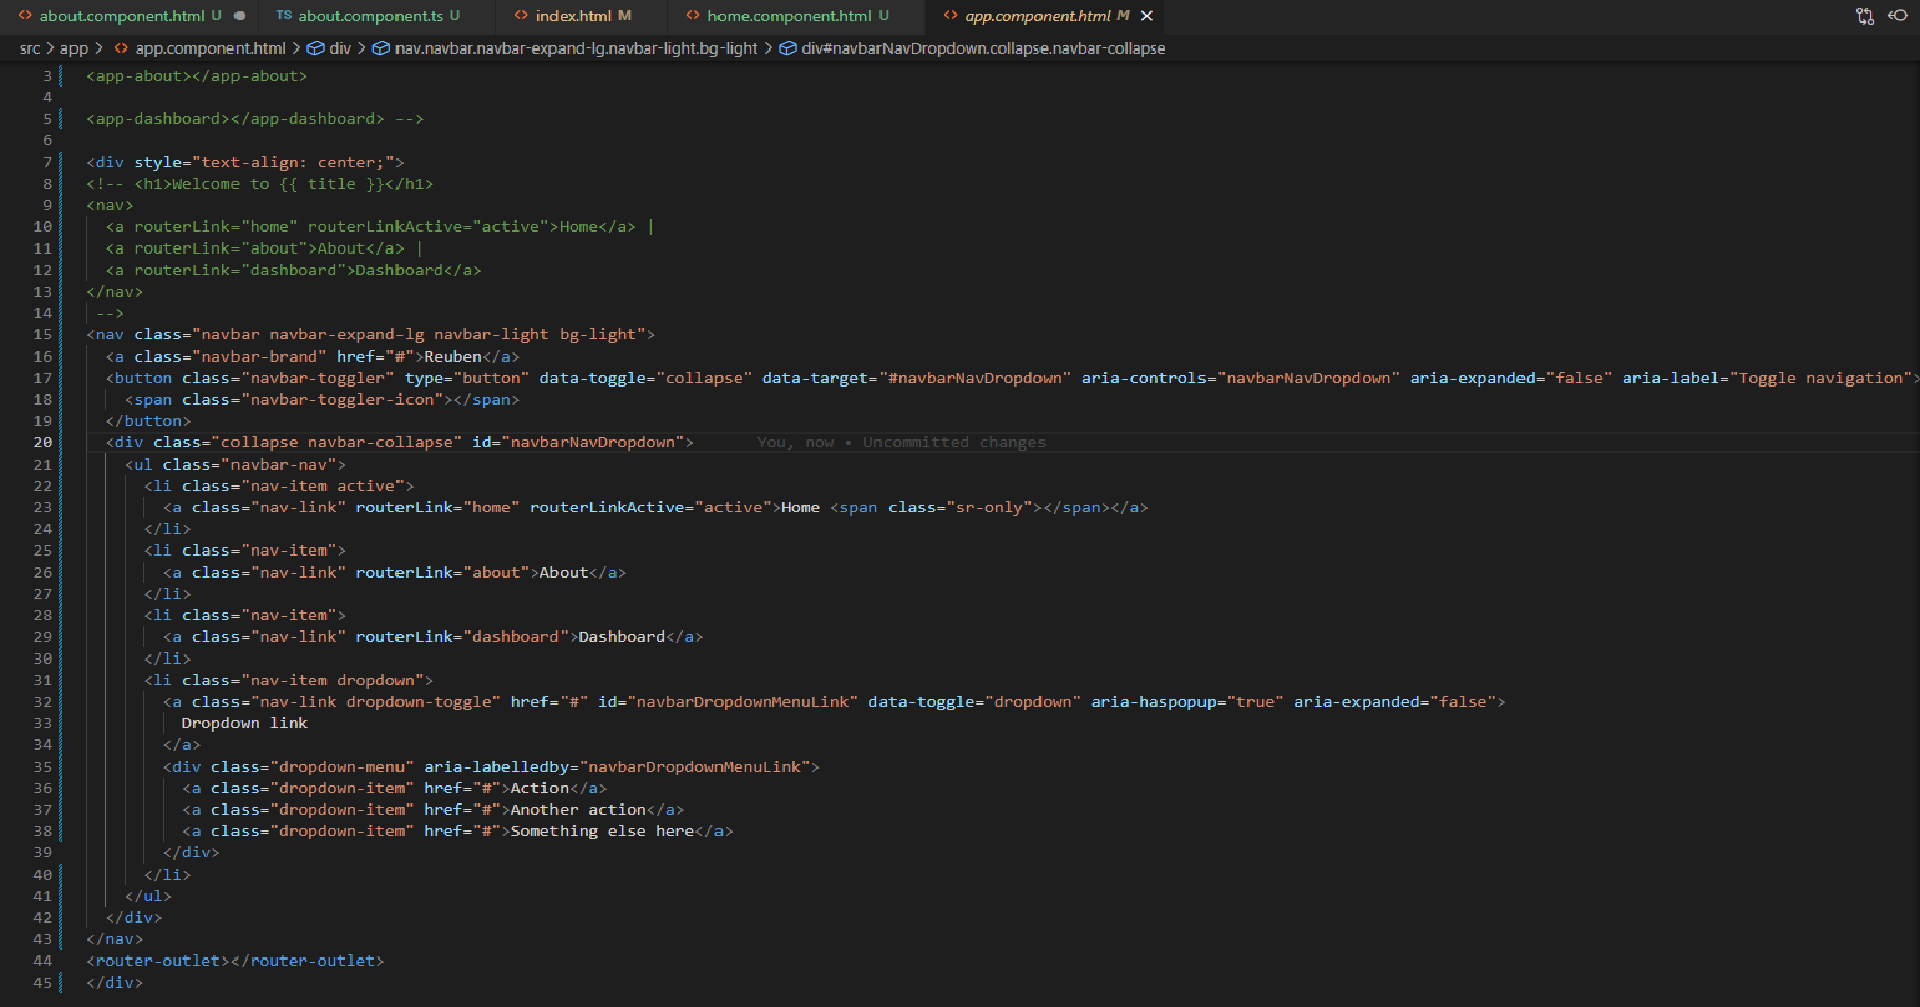 about.component.html U ● TS about.component.ts U <> index.html M <> home.component.html U <> app.component.html M ×
src > app > <> app.component.html > div > nav.navbar.navbar-expand-lg.navbar-light.bg-light > div#navbarNavDropdown.collapse.navbar-collapse
3 <app-about></app-about>
4
5 <app-dashboard></app-dashboard> -->
6
7 <div style="text-align: center;">
8 <!-- <h1>Welcome to {{ title }}</h1>
9 <nav>
10   <a routerLink="home" routerLinkActive="active">Home</a> |
11   <a routerLink="about">About</a> |
12   <a routerLink="dashboard">Dashboard</a>
13 </nav>
14  -->
15 <nav class="navbar navbar-expand-lg navbar-light bg-light">
16   <a class="navbar-brand" href="#">Reuben</a>
17   <button class="navbar-toggler" type="button" data-toggle="collapse" data-target="#navbarNavDropdown" aria-controls="navbarNavDropdown" aria-expanded="false" aria-label="Toggle navigation">
18     <span class="navbar-toggler-icon"></span>
19   </button>
20   <div class="collapse navbar-collapse" id="navbarNavDropdown"> You, now • Uncommitted changes
21     <ul class="navbar-nav">
22       <li class="nav-item active">
23         <a class="nav-link" routerLink="home" routerLinkActive="active">Home <span class="sr-only"></span></a>
24       </li>
25       <li class="nav-item">
26         <a class="nav-link" routerLink="about">About</a>
27       </li>
28       <li class="nav-item">
29         <a class="nav-link" routerLink="dashboard">Dashboard</a>
30       </li>
31       <li class="nav-item dropdown">
32         <a class="nav-link dropdown-toggle" href="#" id="navbarDropdownMenuLink" data-toggle="dropdown" aria-haspopup="true" aria-expanded="false">
33           Dropdown link
34         </a>
35         <div class="dropdown-menu" aria-labelledby="navbarDropdownMenuLink">
36           <a class="dropdown-item" href="#">Action</a>
37           <a class="dropdown-item" href="#">Another action</a>
38           <a class="dropdown-item" href="#">Something else here</a>
39         </div>
40       </li>
41     </ul>
42   </div>
43 </nav>
44 <router-outlet></router-outlet>
45 </div>